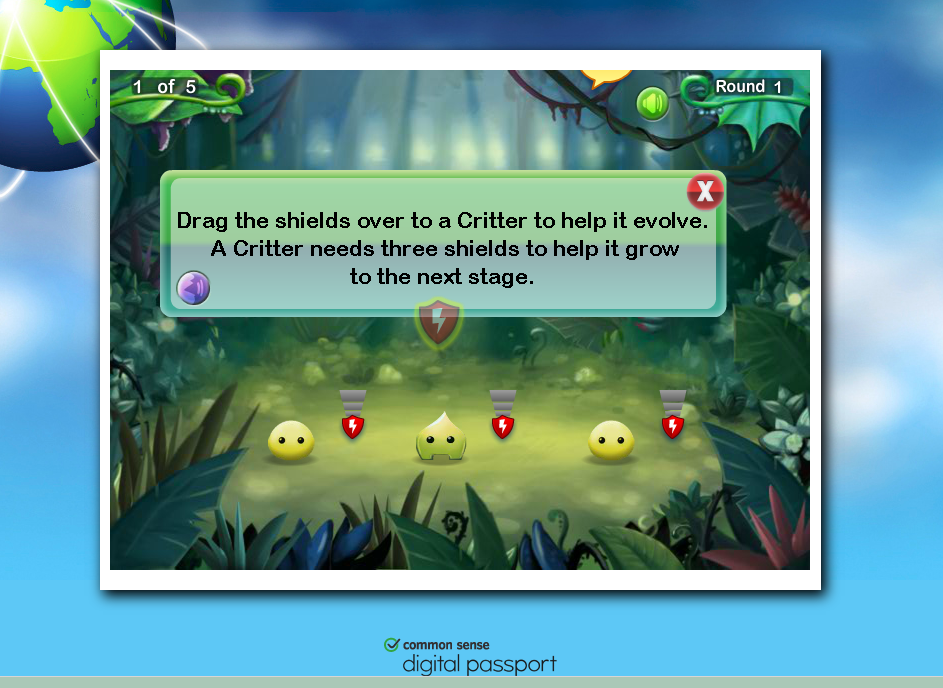 1 of 5
Round 1
X
Drag the shields over to a Critter to help it evolve.
A Critter needs three shields to help it grow
to the next stage.
common sense
digital passport